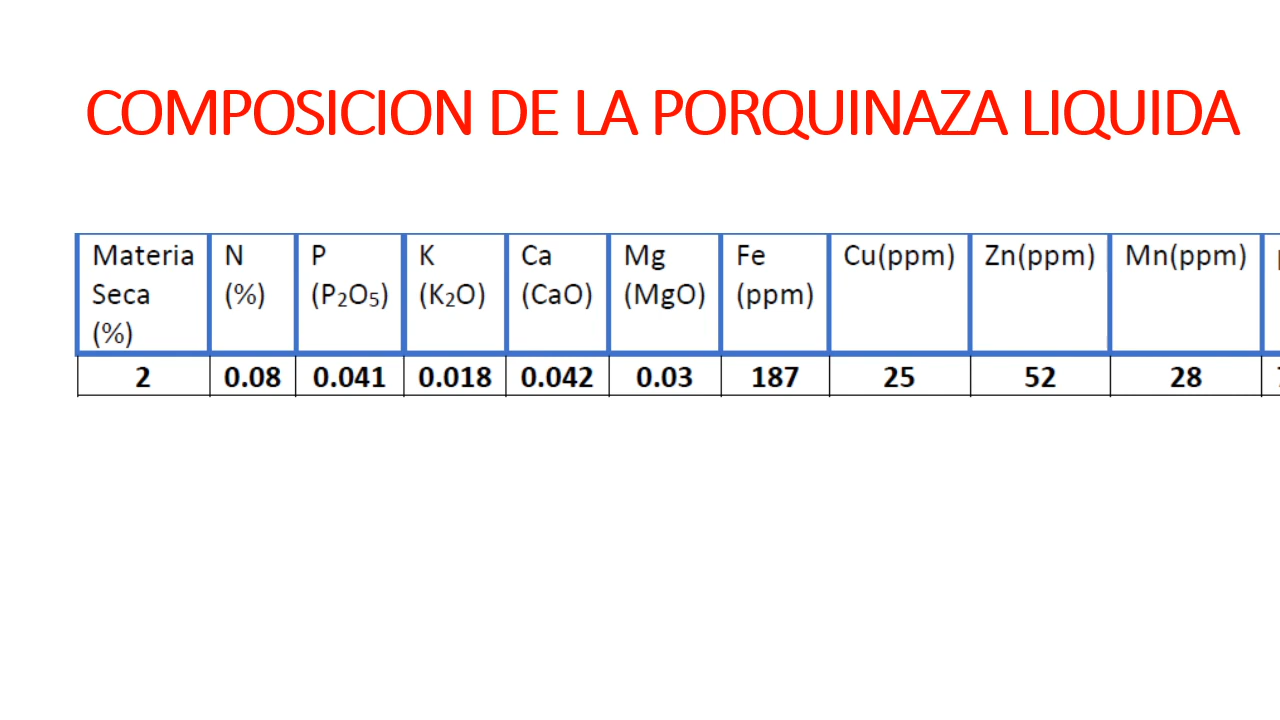 COMPOSICION DE LA PORQUINAZA LIQUIDA
Materia Seca (%) N (%) P (P₂O₅) K (K₂O) Ca (CaO) Mg (MgO) Fe (ppm) Cu(ppm) Zn(ppm) Mn(ppm)
2 0.08 0.041 0.018 0.042 0.03 187 25 52 28